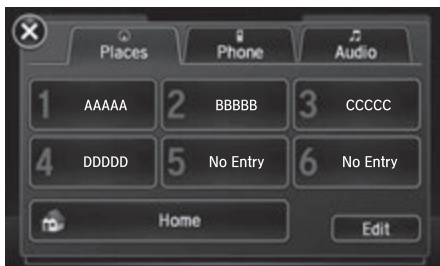 Places Phone Audio
1 AAAAA 2 BBBBB 3 CCCCC
4 DDDDD 5 No Entry 6 No Entry
Home Edit